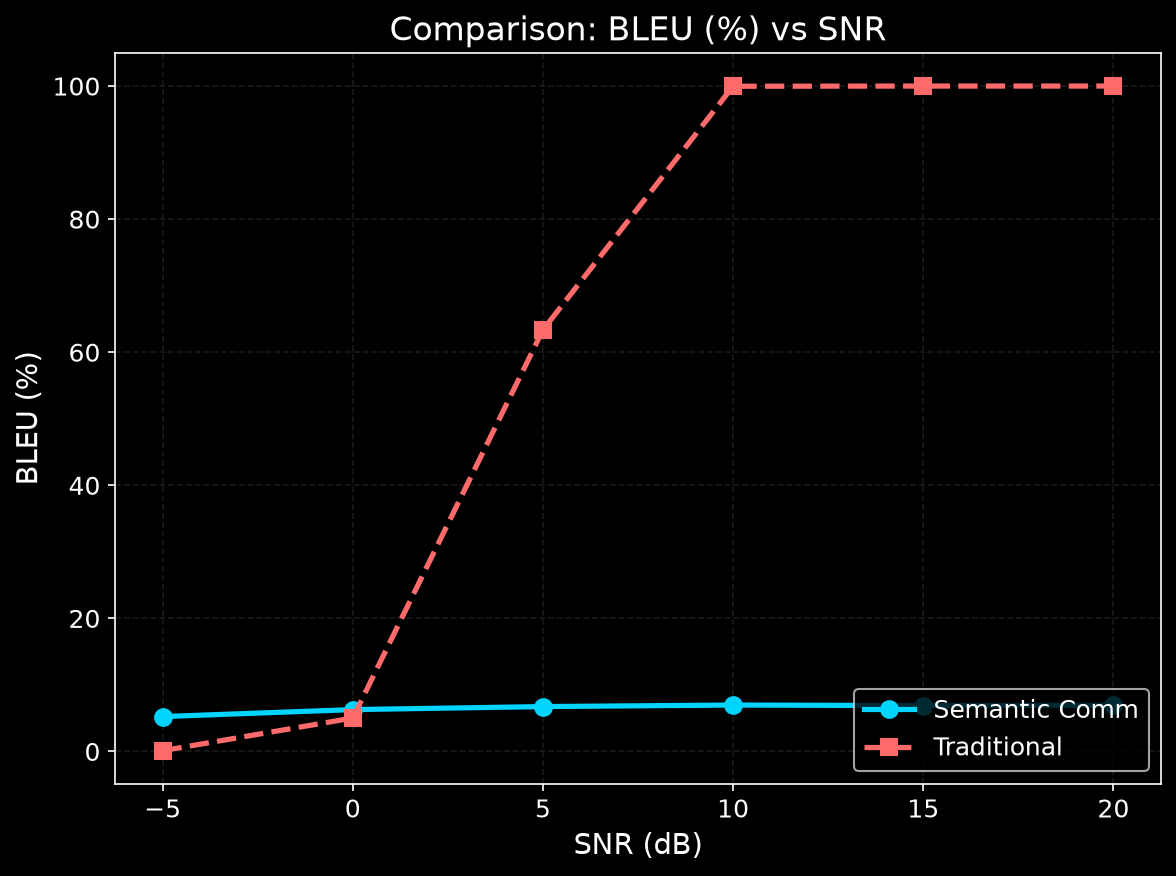 Comparison: BLEU (%) vs SNR
BLEU (%)
100
80
60
40
20
0
Semantic Comm
Traditional
−5
0
5
10
15
20
SNR (dB)